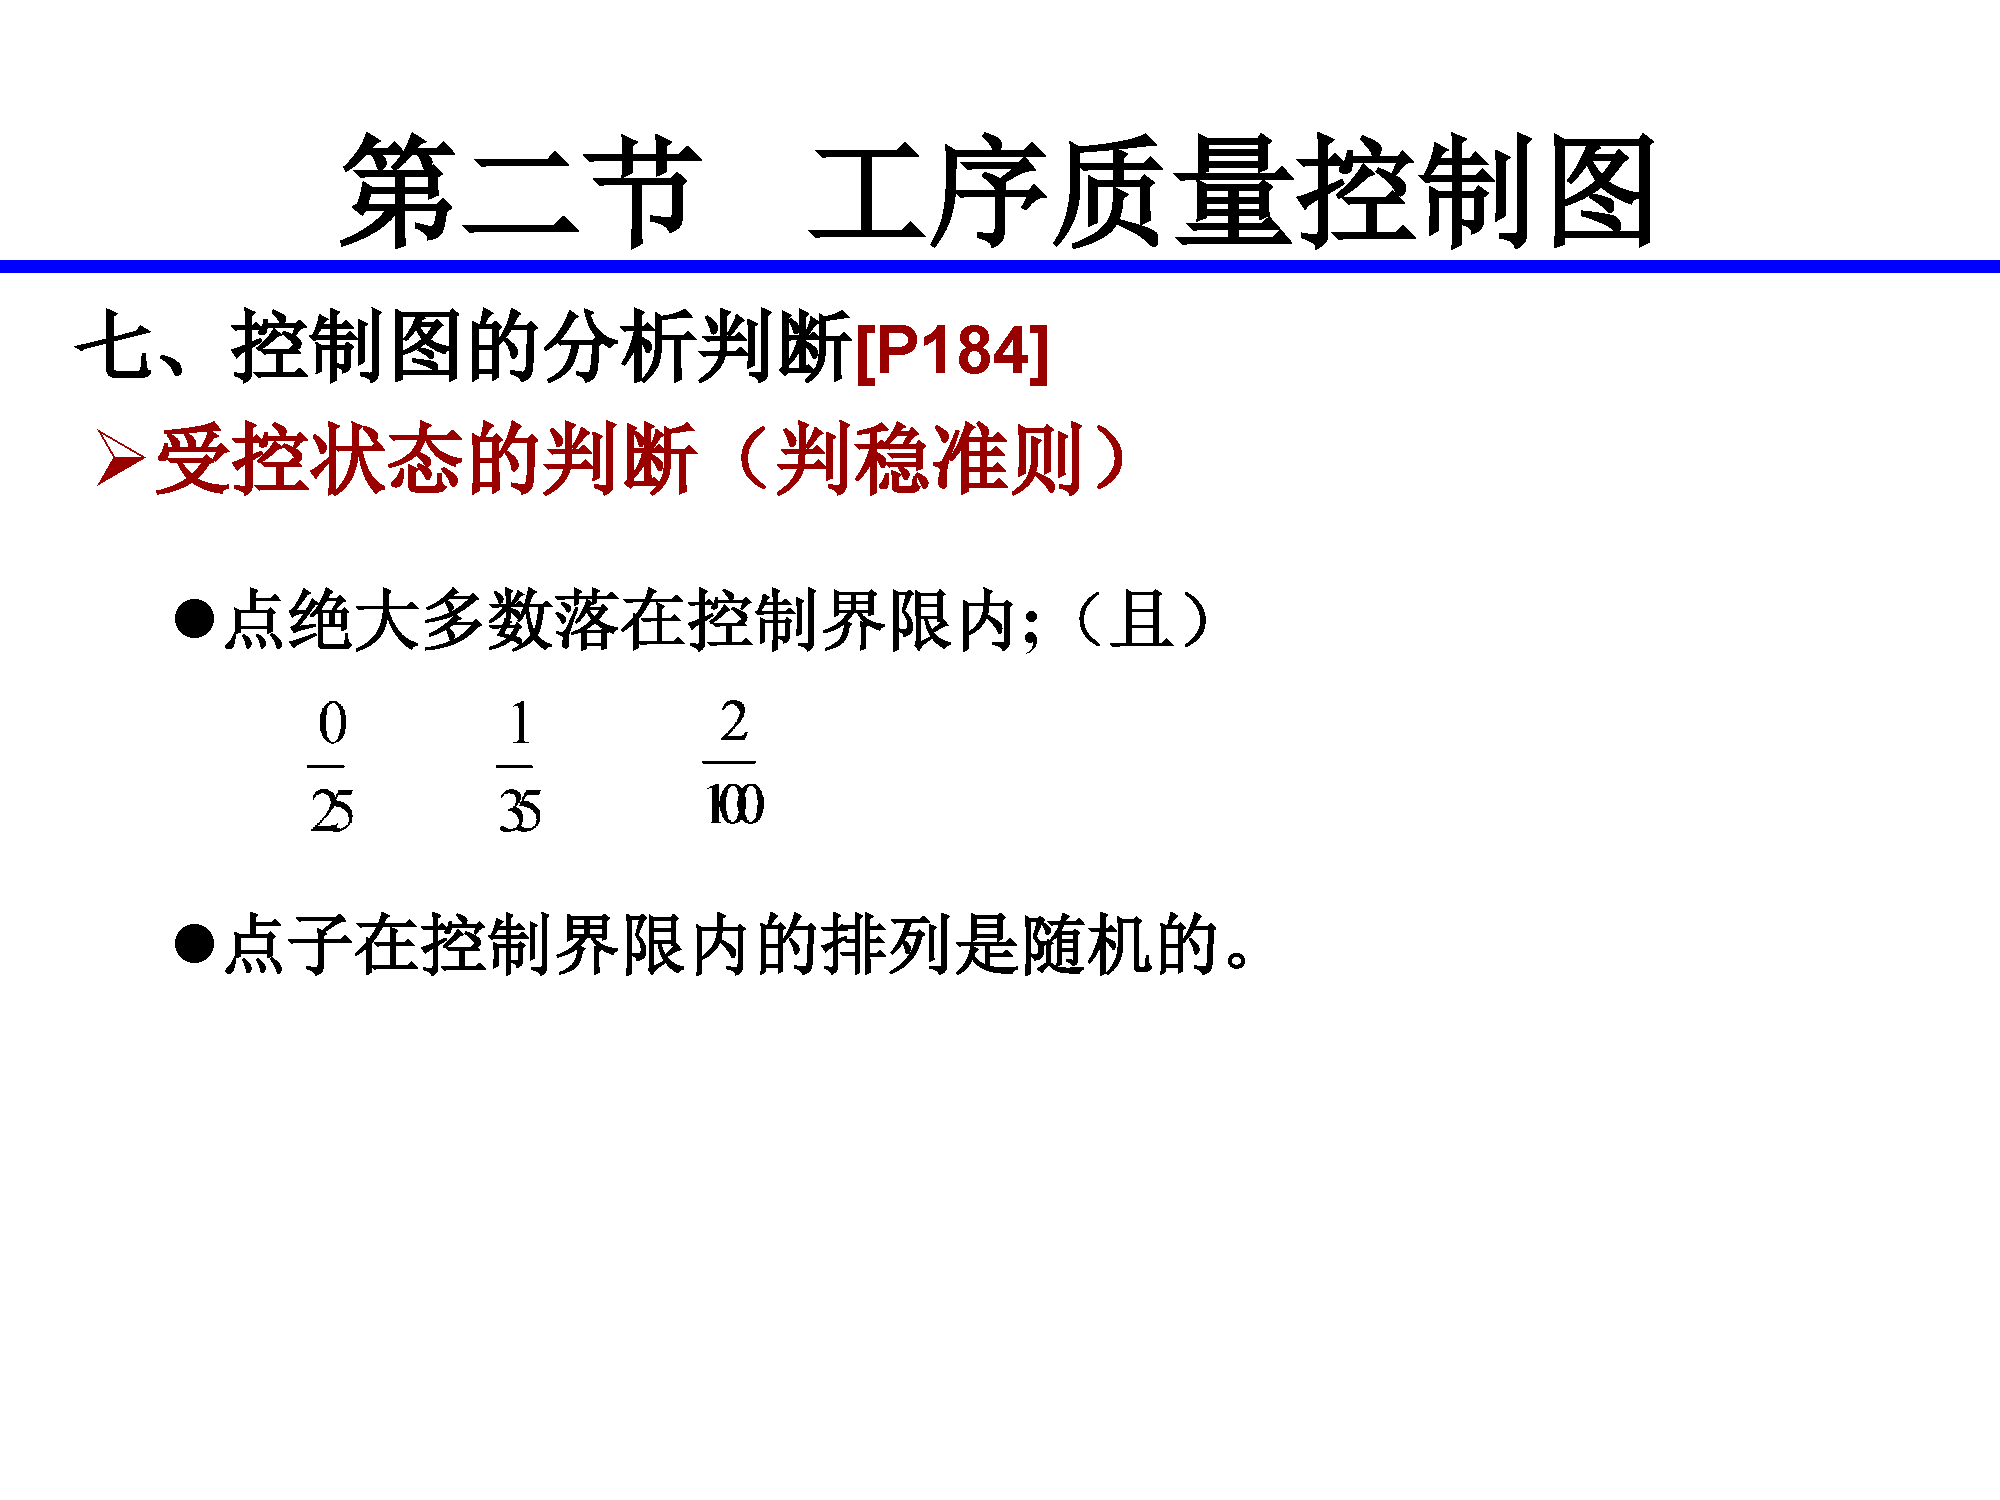 第二节 工序质量控制图
七、控制图的分析判断[P184]
➢受控状态的判断（判稳准则）
●点绝大多数落在控制界限内;（且）
0/25 1/35 2/100
●点子在控制界限内的排列是随机的。